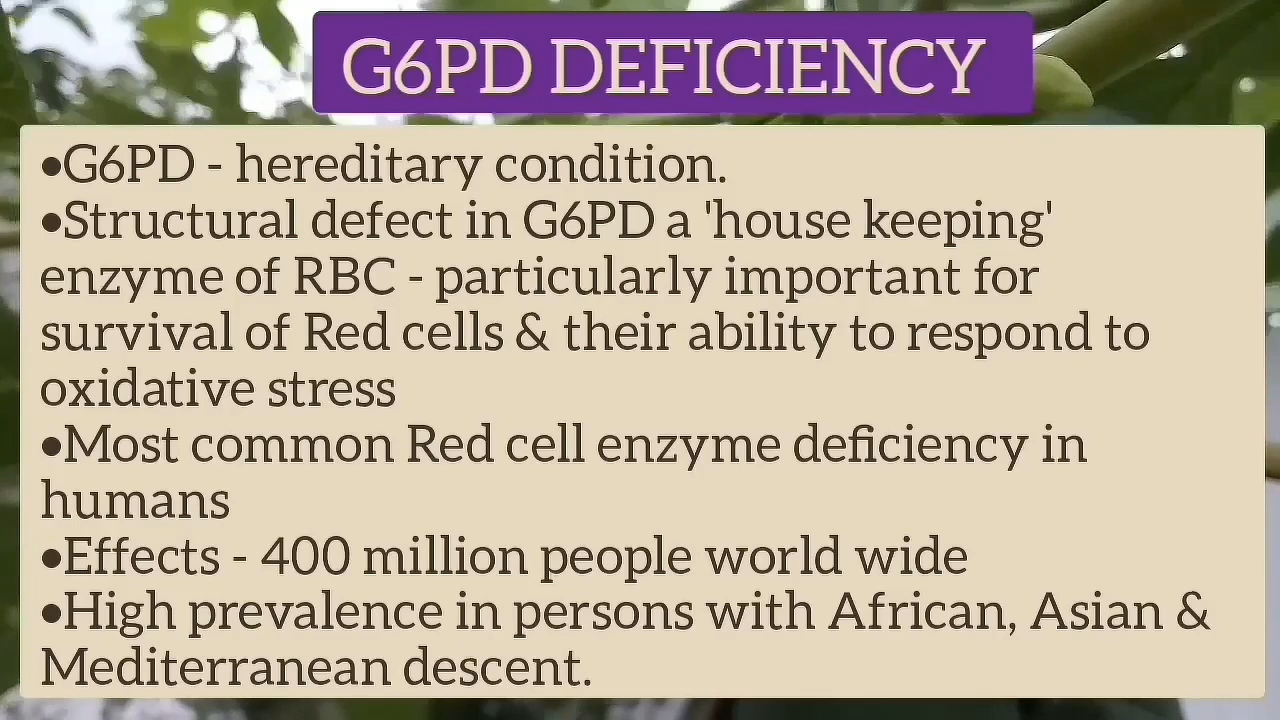 G6PD DEFICIENCY
•G6PD - hereditary condition.
•Structural defect in G6PD a 'house keeping'
enzyme of RBC - particularly important for
survival of Red cells & their ability to respond to
oxidative stress
•Most common Red cell enzyme deficiency in
humans
•Effects - 400 million people world wide
•High prevalence in persons with African, Asian &
Mediterranean descent.